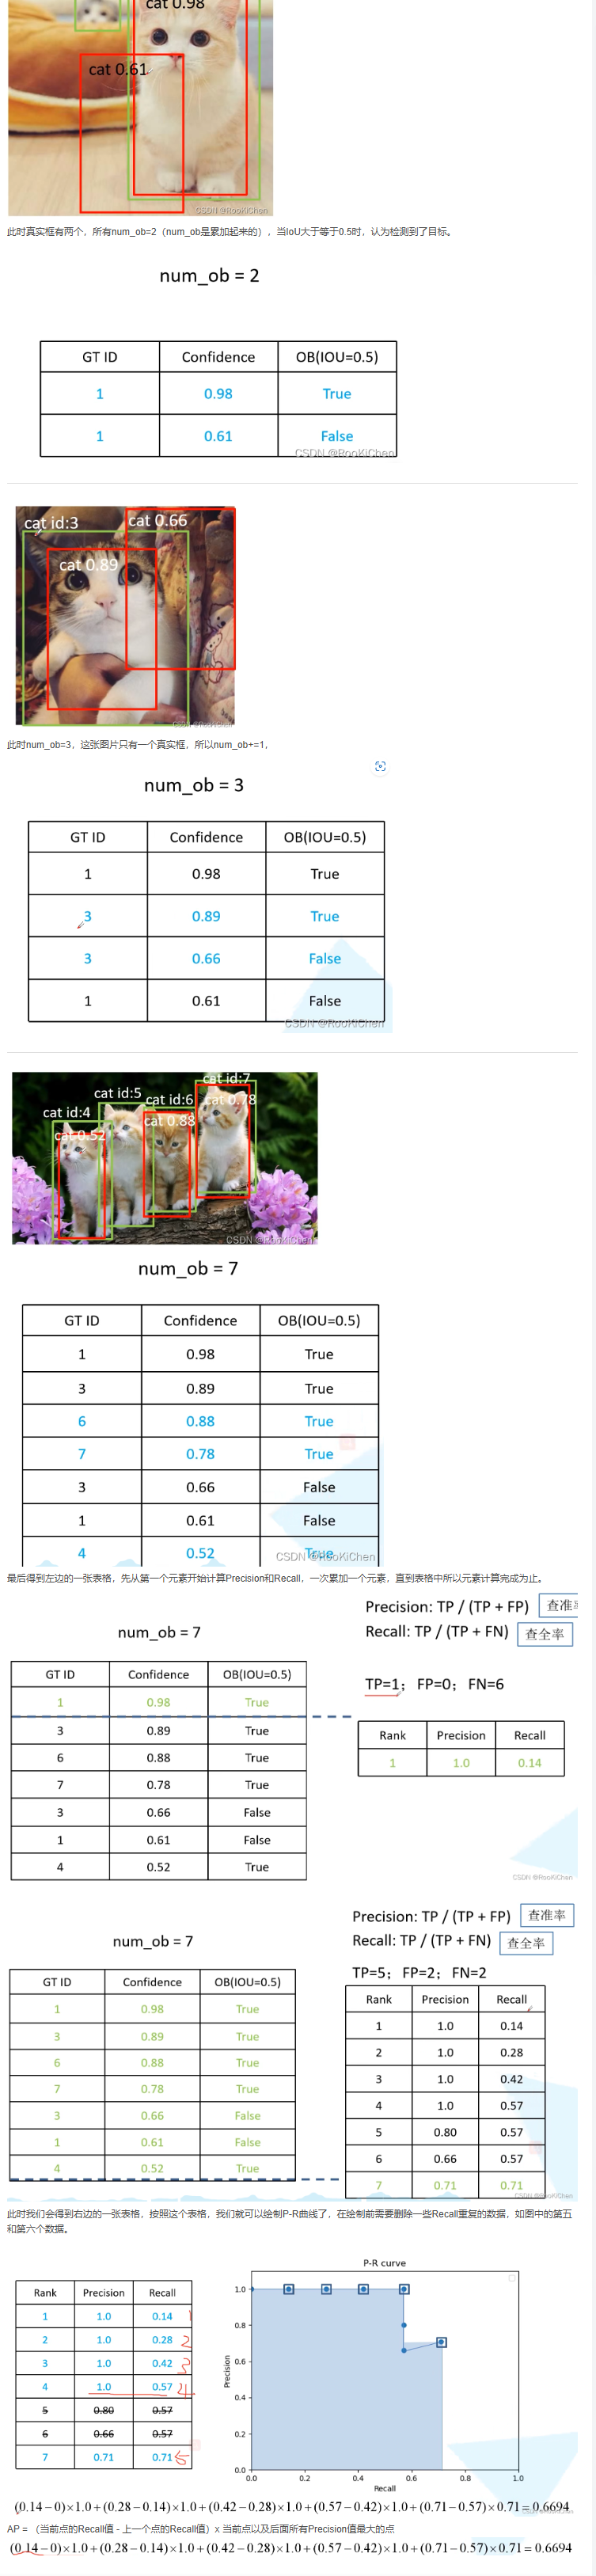 cat 0.98
cat 0.61
CSDN @RooKiChen
此时真实框有两个，所有num_ob=2（num_ob是累加起来的），当IoU大于等于0.5时，认为检测到了目标。
num_ob = 2
GT ID Confidence OB(IOU=0.5)
1 0.98 True
1 0.61 False
CSDN @RooKiChen
cat id:3 cat 0.66
cat 0.89
此时num_ob=3，这张图片只有一个真实框，所以num_ob+=1，
num_ob = 3
GT ID Confidence OB(IOU=0.5)
1 0.98 True
3 0.89 True
3 0.66 False
1 0.61 False
CSDN @RooKiChen
cat id:7
cat id:5
cat id:6 cat 0.78
cat id:4
cat 0.88
cat 0.52
CSDN @RooKiChen
num_ob = 7
GT ID Confidence OB(IOU=0.5)
1 0.98 True
3 0.89 True
6 0.88 True
7 0.78 True
3 0.66 False
1 0.61 False
4 0.52 True
CSDN @RooKiChen
最后得到左边的一张表格，先从第一个元素开始计算Precision和Recall，一次累加一个元素，直到表格中所以元素计算完成为止。
Precision: TP / (TP + FP) 查准
Recall: TP / (TP + FN) 查全率
num_ob = 7
TP=1; FP=0; FN=6
GT ID Confidence OB(IOU=0.5)
1 0.98 True
3 0.89 True
6 0.88 True
7 0.78 True
3 0.66 False
1 0.61 False
4 0.52 True
Rank Precision Recall
1 1.0 0.14
CSDN @RooKiChen
Precision: TP / (TP + FP) 查准率
Recall: TP / (TP + FN) 查全率
num_ob = 7
TP=5; FP=2; FN=2
GT ID Confidence OB(IOU=0.5)
1 0.98 True
3 0.89 True
6 0.88 True
7 0.78 True
3 0.66 False
1 0.61 False
4 0.52 True
Rank Precision Recall
1 1.0 0.14
2 1.0 0.28
3 1.0 0.42
4 1.0 0.57
5 0.80 0.57
6 0.66 0.57
7 0.71 0.71
CSDN @RooKiChen
此时我们会得到右边的一张表格，按照这个表格，我们就可以绘制P-R曲线了，在绘制前需要删除一些Recall重复的数据，如图中的第五
和第六个数据。
Rank Precision Recall
1 1.0 0.14 1
2 1.0 0.28 2
3 1.0 0.42 3
4 1.0 0.57 4
5 0.80 0.57
6 0.66 0.57
7 0.71 0.71 5
P-R curve
Precision
1.0
0.8
0.6
0.4
0.2
0.0
0.0 0.2 0.4 0.6 0.8 1.0
Recall
(0.14−0)×1.0+(0.28−0.14)×1.0+(0.42−0.28)×1.0+(0.57−0.42)×1.0+(0.71−0.57)×0.71=0.6694
AP = （当前点的Recall值 - 上一个点的Recall值）x 当前点以及后面所有Precision值最大的点
(0.14−0)×1.0+(0.28−0.14)×1.0+(0.42−0.28)×1.0+(0.57−0.42)×1.0+(0.71−0.57)×0.71=0.6694